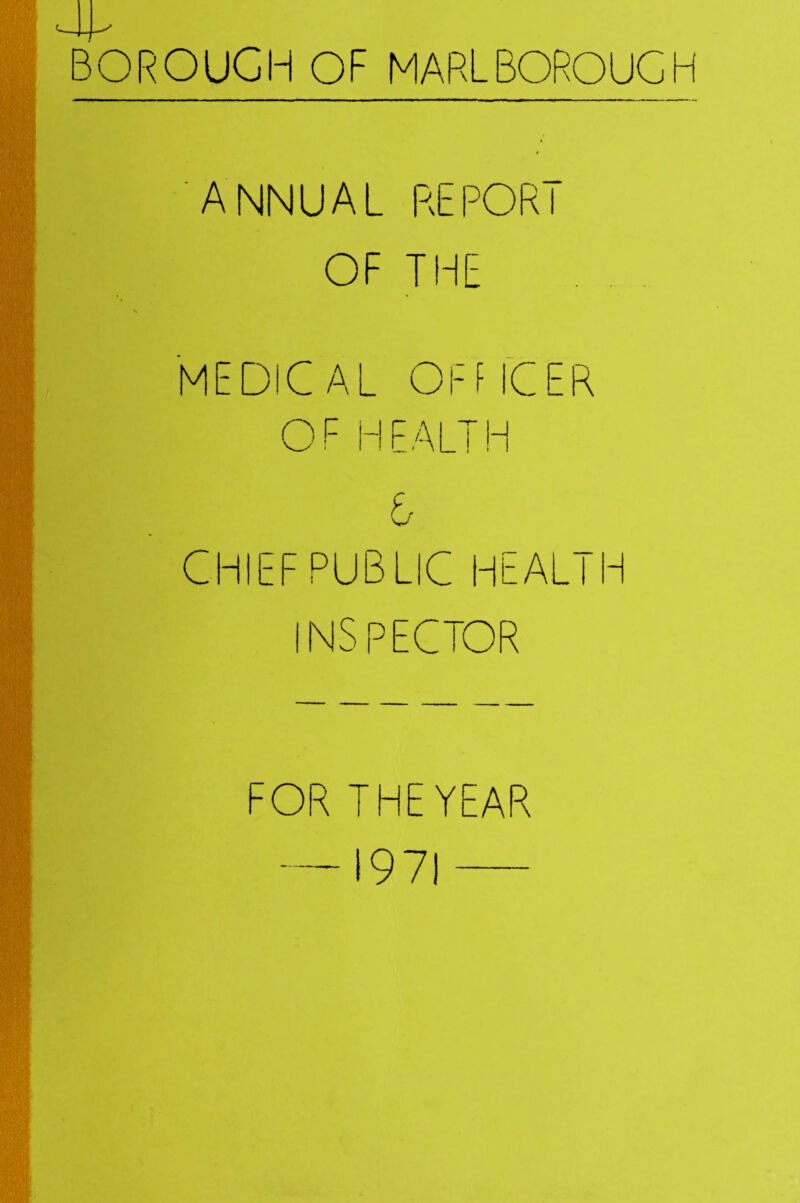 BOROUGH OF MARLBOROUGH
ANNUAL REPORT
OF THE
MEDICAL OFFICER
OF HEALTH
&
CHIEF PUBLIC HEALTH
INSPECTOR
FOR THE YEAR
— 1971 —